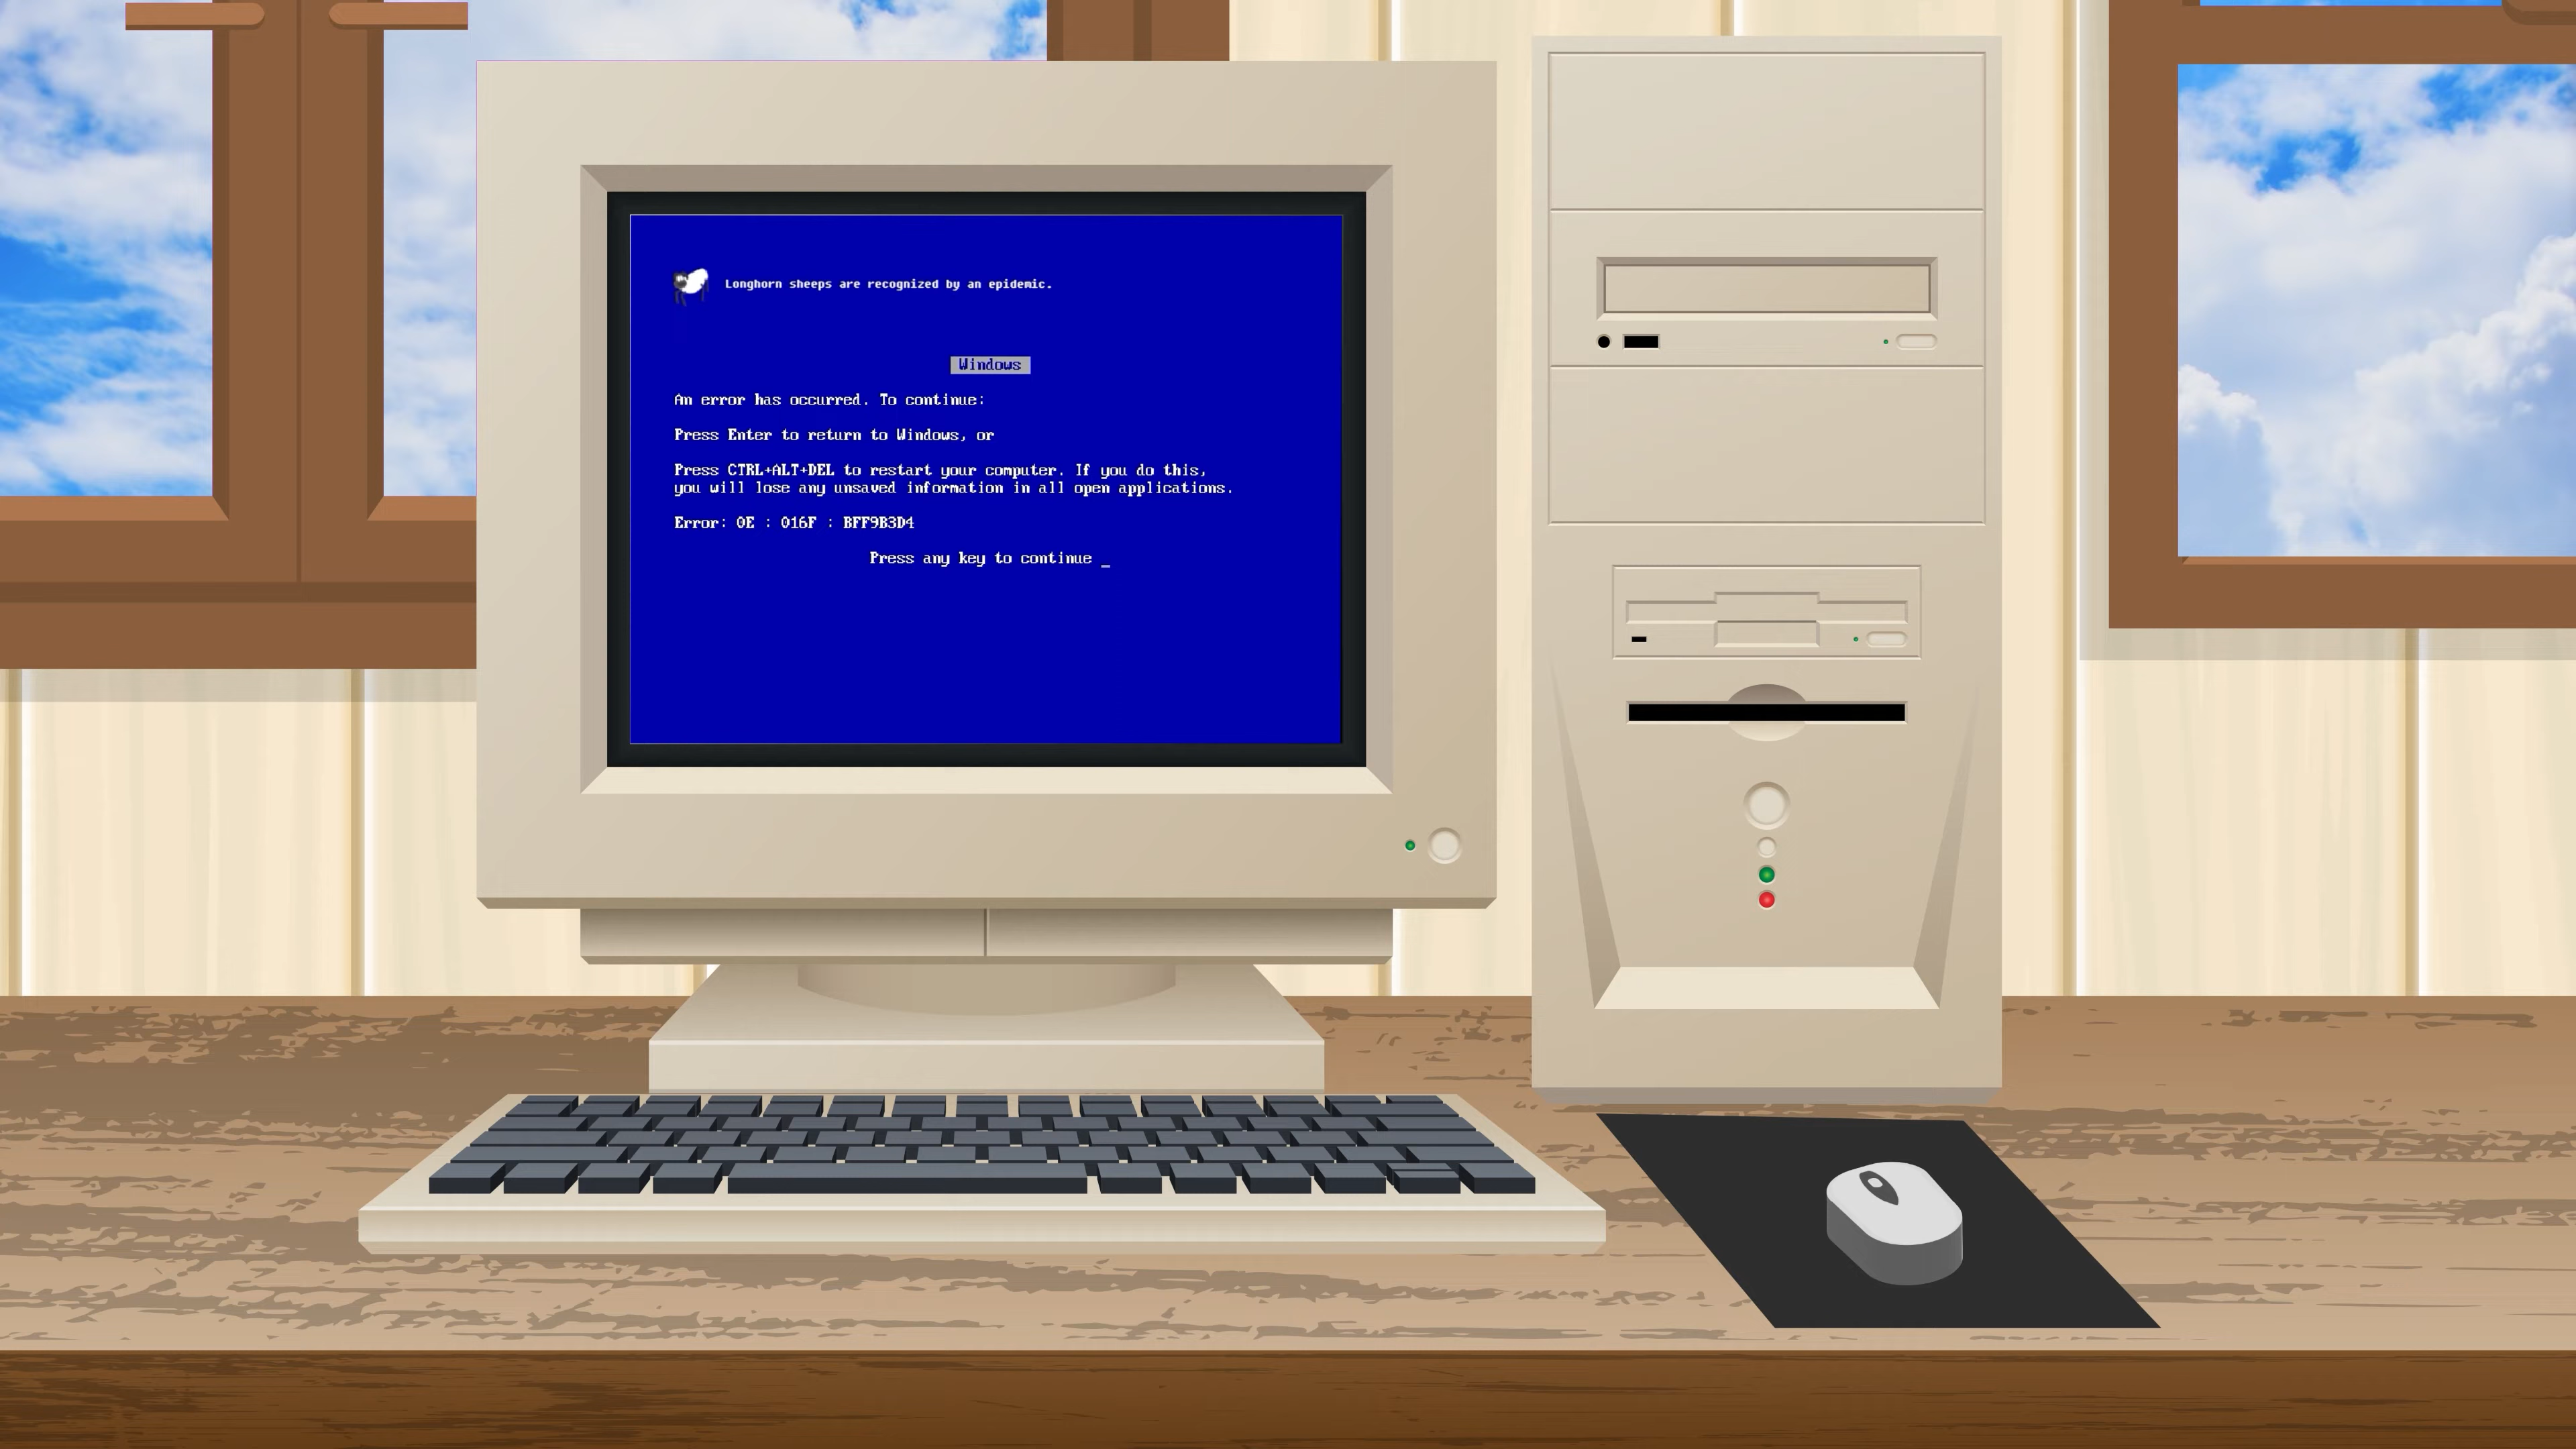 Longhorn sheeps are recognized by an epidemic.
Windows
An error has occurred. To continue:
Press Enter to return to Windows, or
Press CTRL+ALT+DEL to restart your computer. If you do this,
you will lose any unsaved information in all open applications.
Error: 0E : 016F : BFF9B3D4
Press any key to continue _